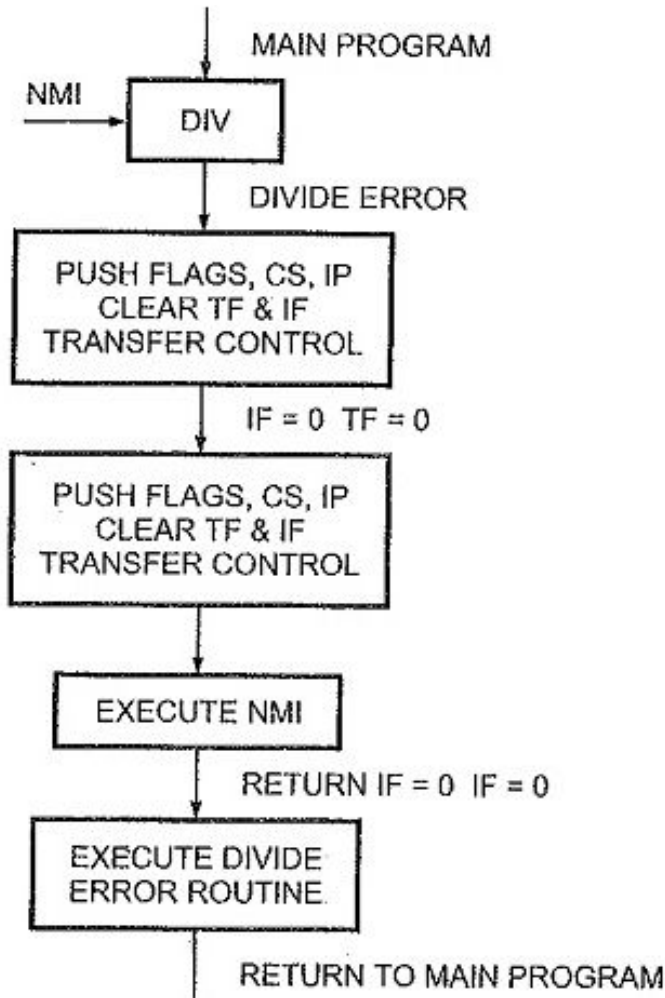 MAIN PROGRAM
NMI
DIV
DIVIDE ERROR
PUSH FLAGS, CS, IP
CLEAR TF & IF
TRANSFER CONTROL
IF = 0 TF = 0
PUSH FLAGS, CS, IP
CLEAR TF & IF
TRANSFER CONTROL
EXECUTE NMI
RETURN IF = 0 IF = 0
EXECUTE DIVIDE
ERROR ROUTINE
RETURN TO MAIN PROGRAM